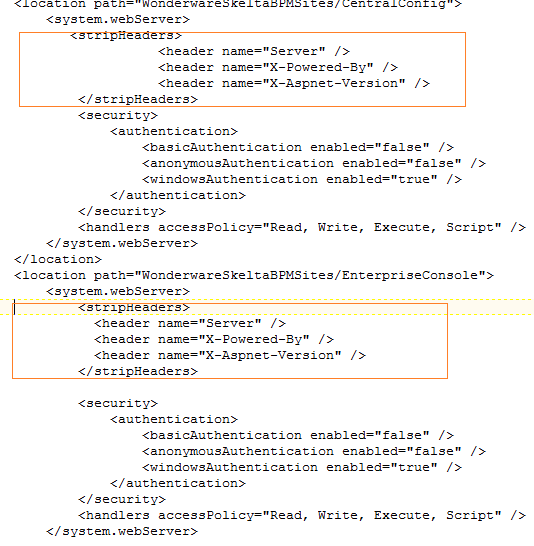 <location path="WonderwareSkeltaBPMSites/CentralConfig">
<system.webServer>
<stripHeaders>
<header name="Server" />
<header name="X-Powered-By" />
<header name="X-Aspnet-Version" />
</stripHeaders>
<security>
<authentication>
<basicAuthentication enabled="false" />
<anonymousAuthentication enabled="false" />
<windowsAuthentication enabled="true" />
</authentication>
</security>
<handlers accessPolicy="Read, Write, Execute, Script" />
</system.webServer>
</location>
<location path="WonderwareSkeltaBPMSites/EnterpriseConsole">
<system.webServer>
<stripHeaders>
<header name="Server" />
<header name="X-Powered-By" />
<header name="X-Aspnet-Version" />
</stripHeaders>
<security>
<authentication>
<basicAuthentication enabled="false" />
<anonymousAuthentication enabled="false" />
<windowsAuthentication enabled="true" />
</authentication>
</security>
<handlers accessPolicy="Read, Write, Execute, Script" />
</system.webServer>